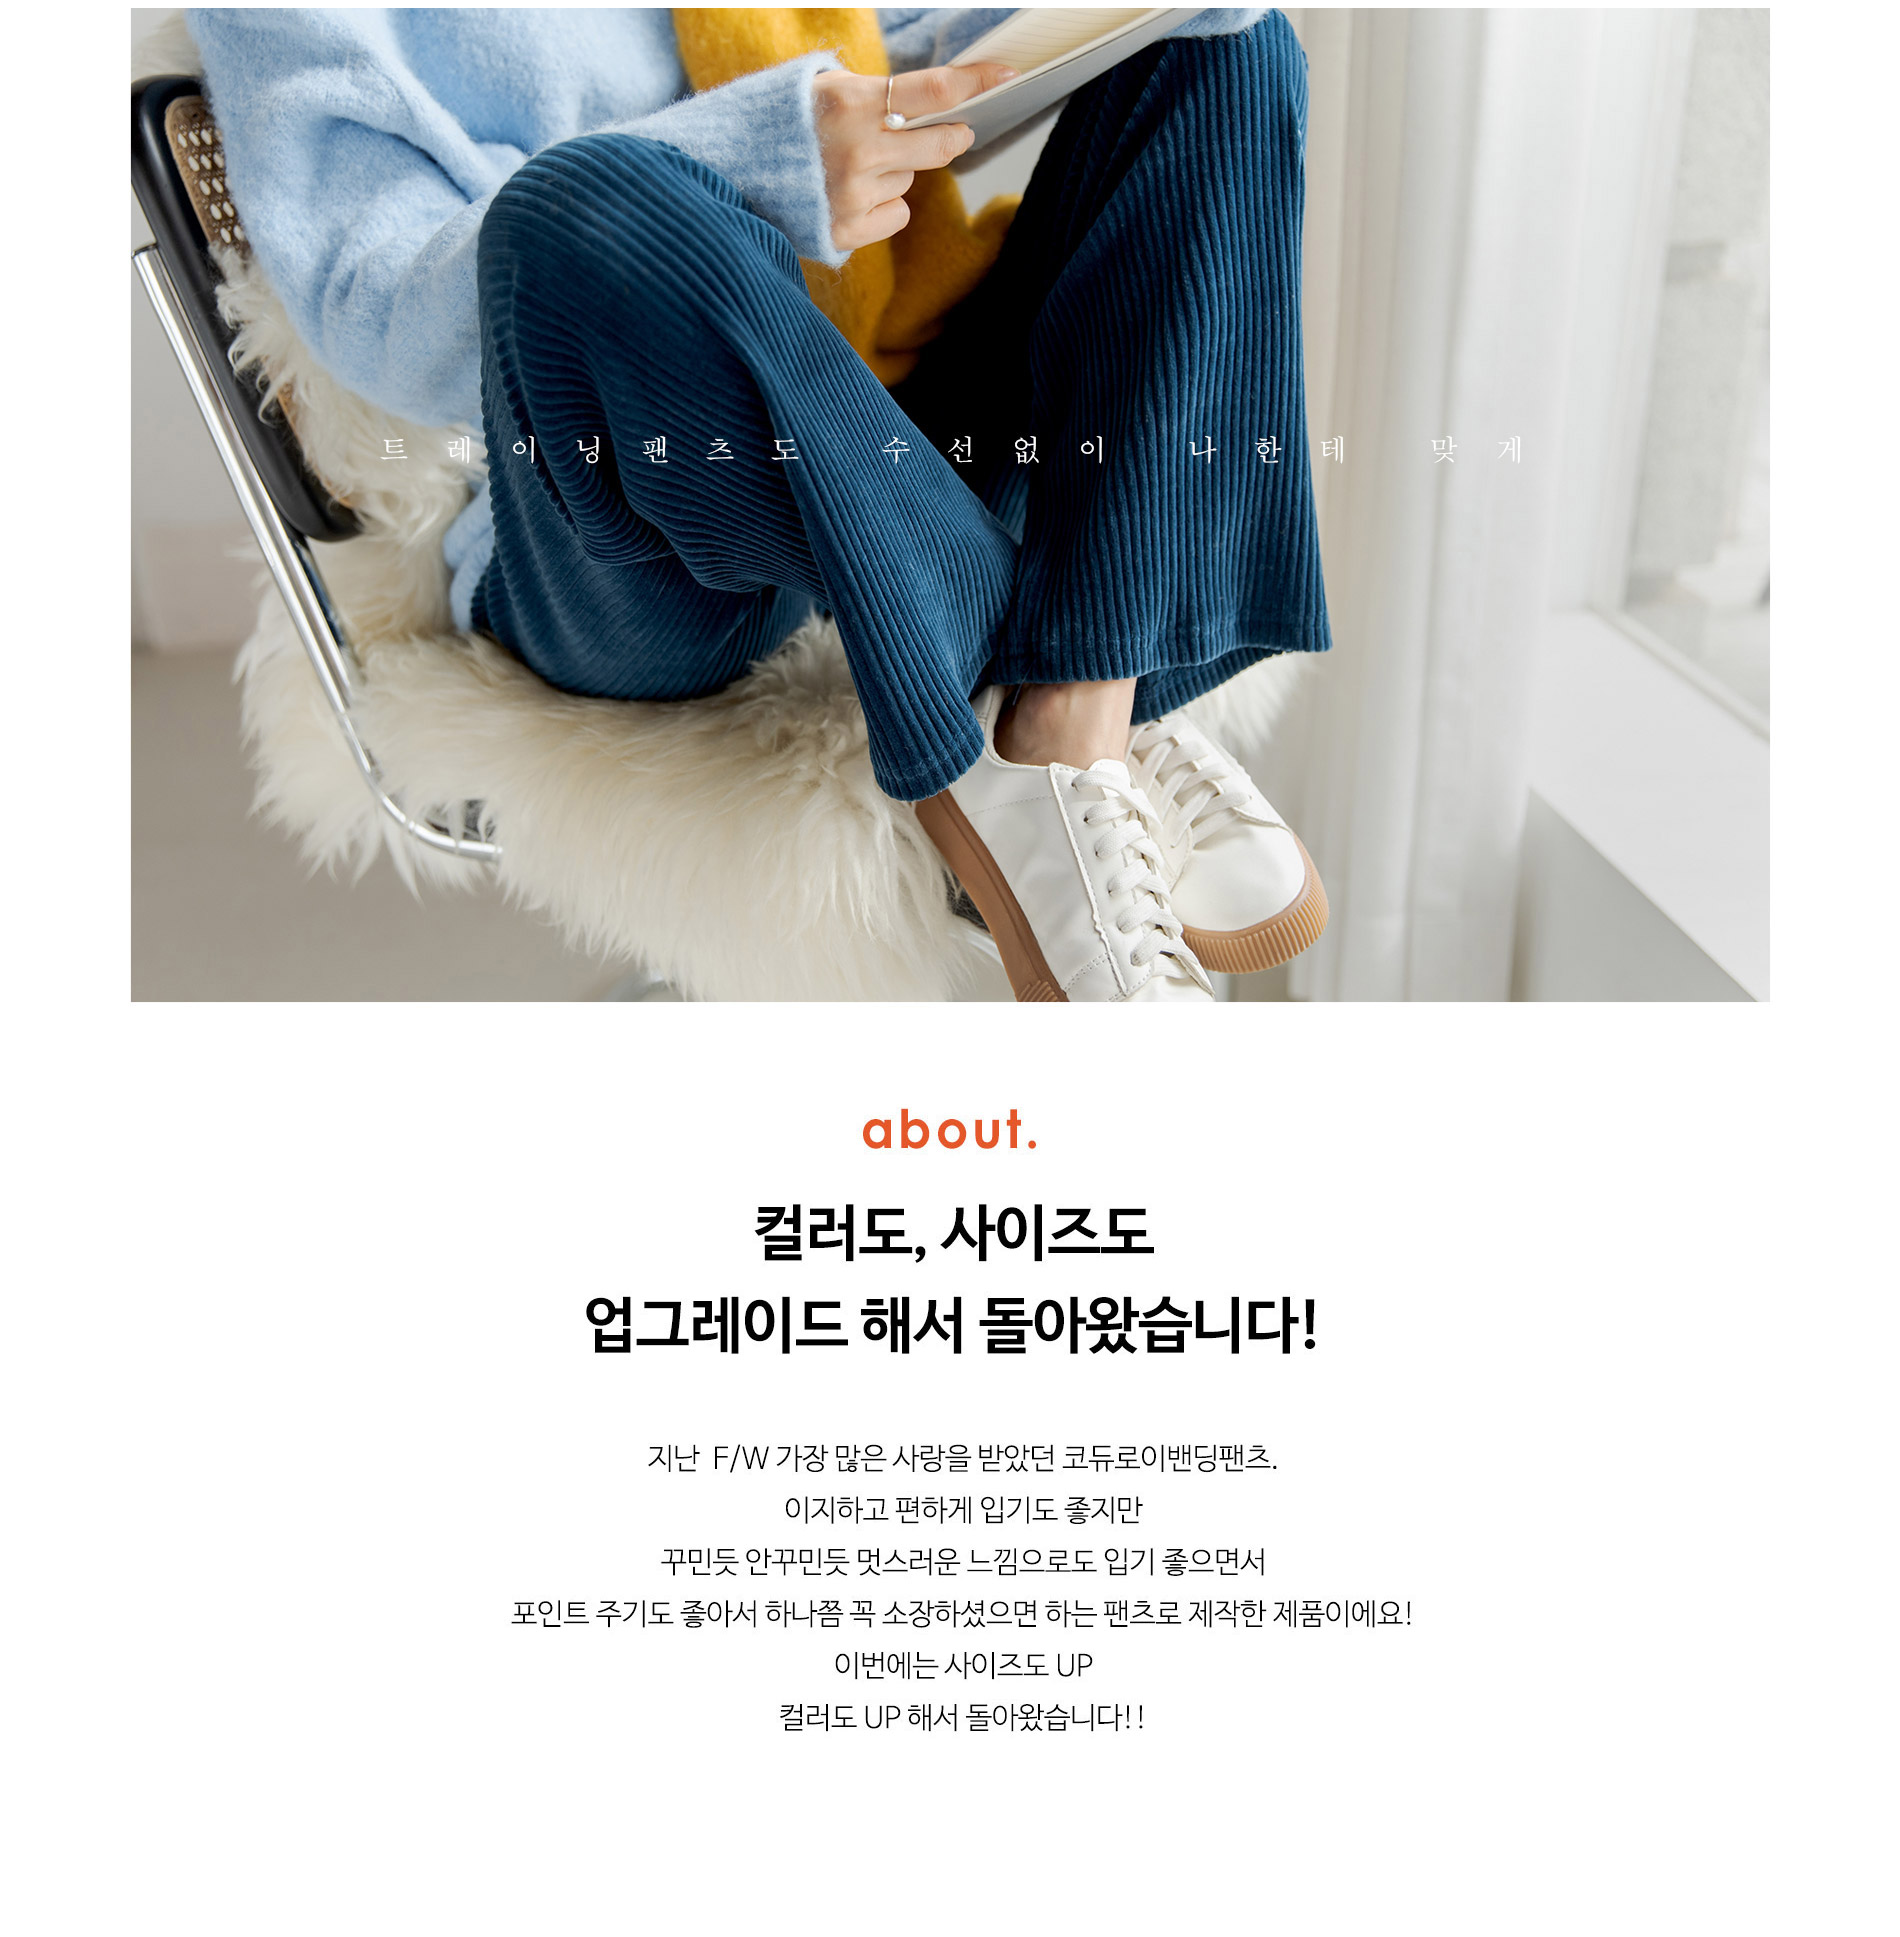 트레이닝팬츠도 수선없이 나한테 맞게
about.
컬러도, 사이즈도
업그레이드 해서 돌아왔습니다!
지난 F/W 가장 많은 사랑을 받았던 코듀로이밴딩팬츠.
이지하고 편하게 입기도 좋지만
꾸민듯 안꾸민듯 멋스러운 느낌으로도 입기 좋으면서
포인트 주기도 좋아서 하나쯤 꼭 소장하셨으면 하는 팬츠로 제작한 제품이에요!
이번에는 사이즈도 UP
컬러도 UP 해서 돌아왔습니다!!